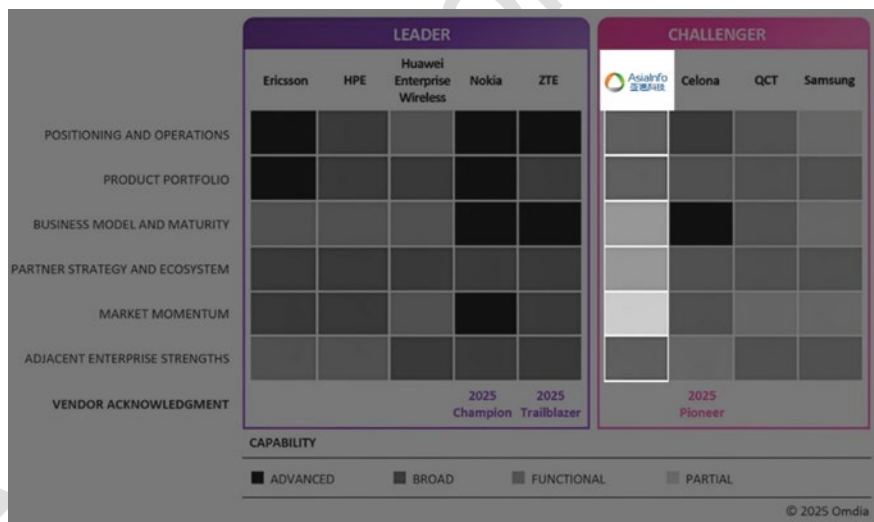 LEADER
CHALLENGER
Ericsson
HPE
Huawei
Enterprise
Wireless
Nokia
ZTE
AsiaInfo
亚信科技
Celona
QCT
Samsung
POSITIONING AND OPERATIONS
PRODUCT PORTFOLIO
BUSINESS MODEL AND MATURITY
PARTNER STRATEGY AND ECOSYSTEM
MARKET MOMENTUM
ADJACENT ENTERPRISE STRENGTHS
VENDOR ACKNOWLEDGMENT
2025
Champion
2025
Trailblazer
2025
Pioneer
CAPABILITY
ADVANCED
BROAD
FUNCTIONAL
PARTIAL
© 2025 Omdia